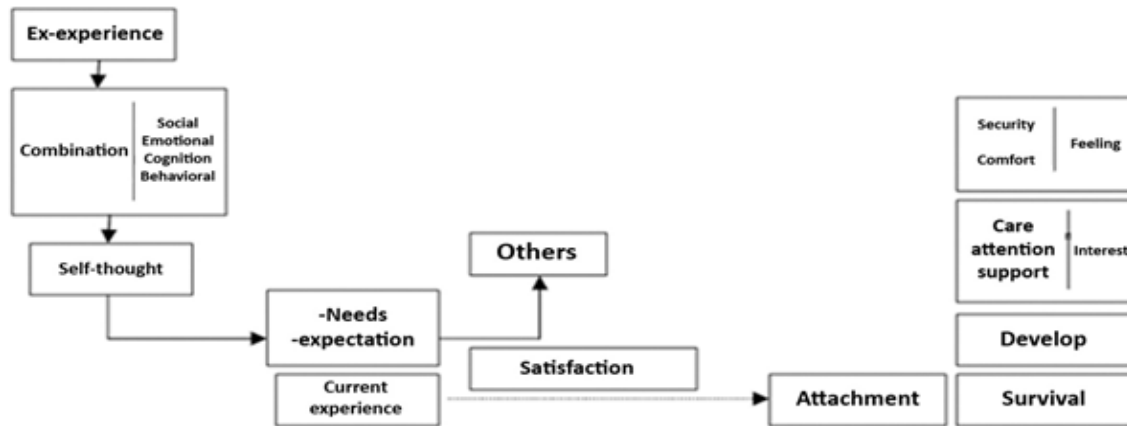 Ex-experience
Combination
Social
Emotional
Cognition
Behavioral
Self-thought
-Needs
-expectation
Current
experience
Others
Satisfaction
Attachment
Security
Comfort
Feeling
Care
attention
support
Interest
Develop
Survival